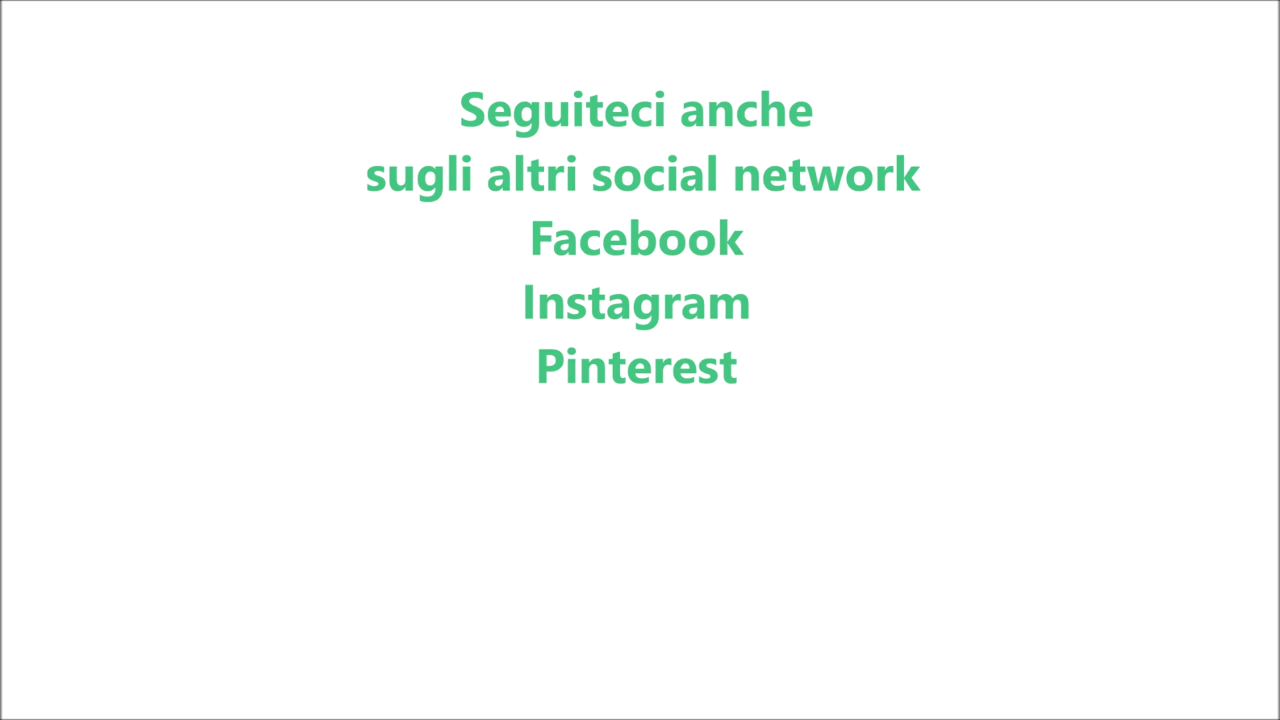 Seguiteci anche
sugli altri social network
Facebook
Instagram
Pinterest